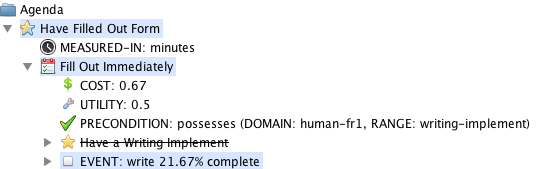 Agenda
Have Filled Out Form
MEASURED-IN: minutes
Fill Out Immediately
COST: 0.67
UTILITY: 0.5
PRECONDITION: possesses (DOMAIN: human-fr1, RANGE: writing-implement)
Have a Writing Implement
EVENT: write 21.67% complete